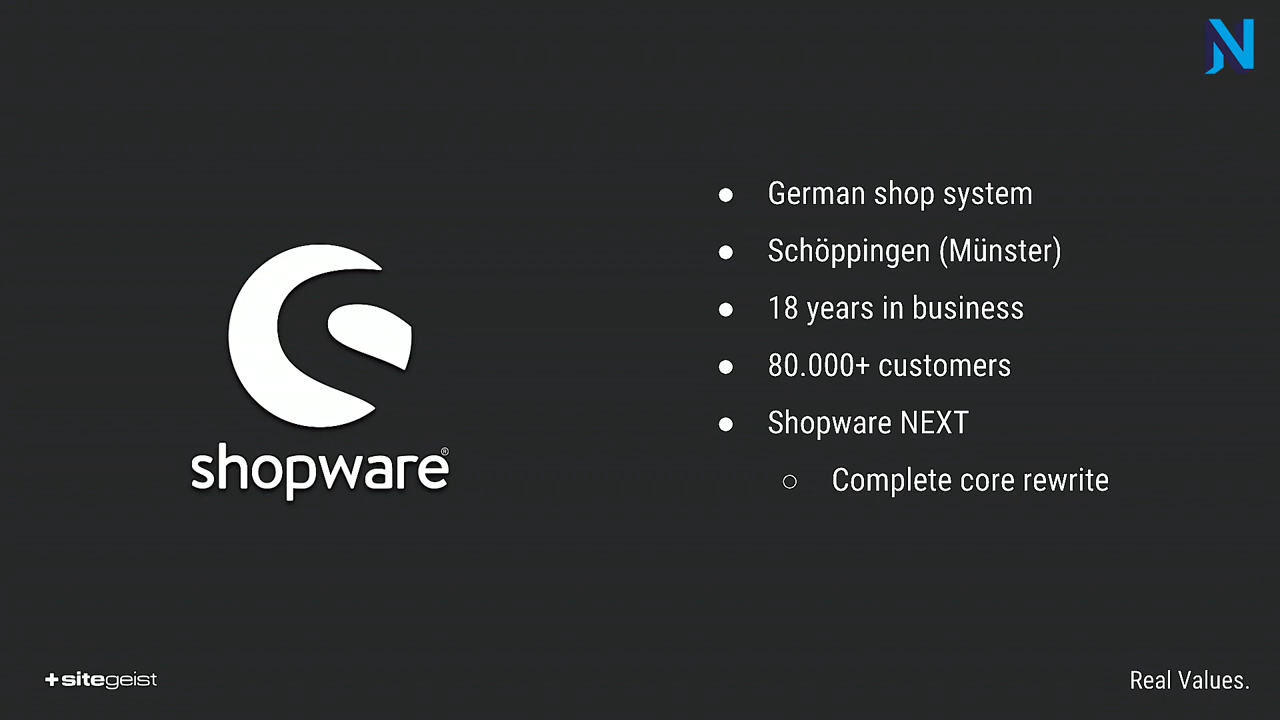 German shop system
Schöppingen (Münster)
18 years in business
80.000+ customers
Shopware NEXT
Complete core rewrite
shopware®
+sitegeist
Real Values.